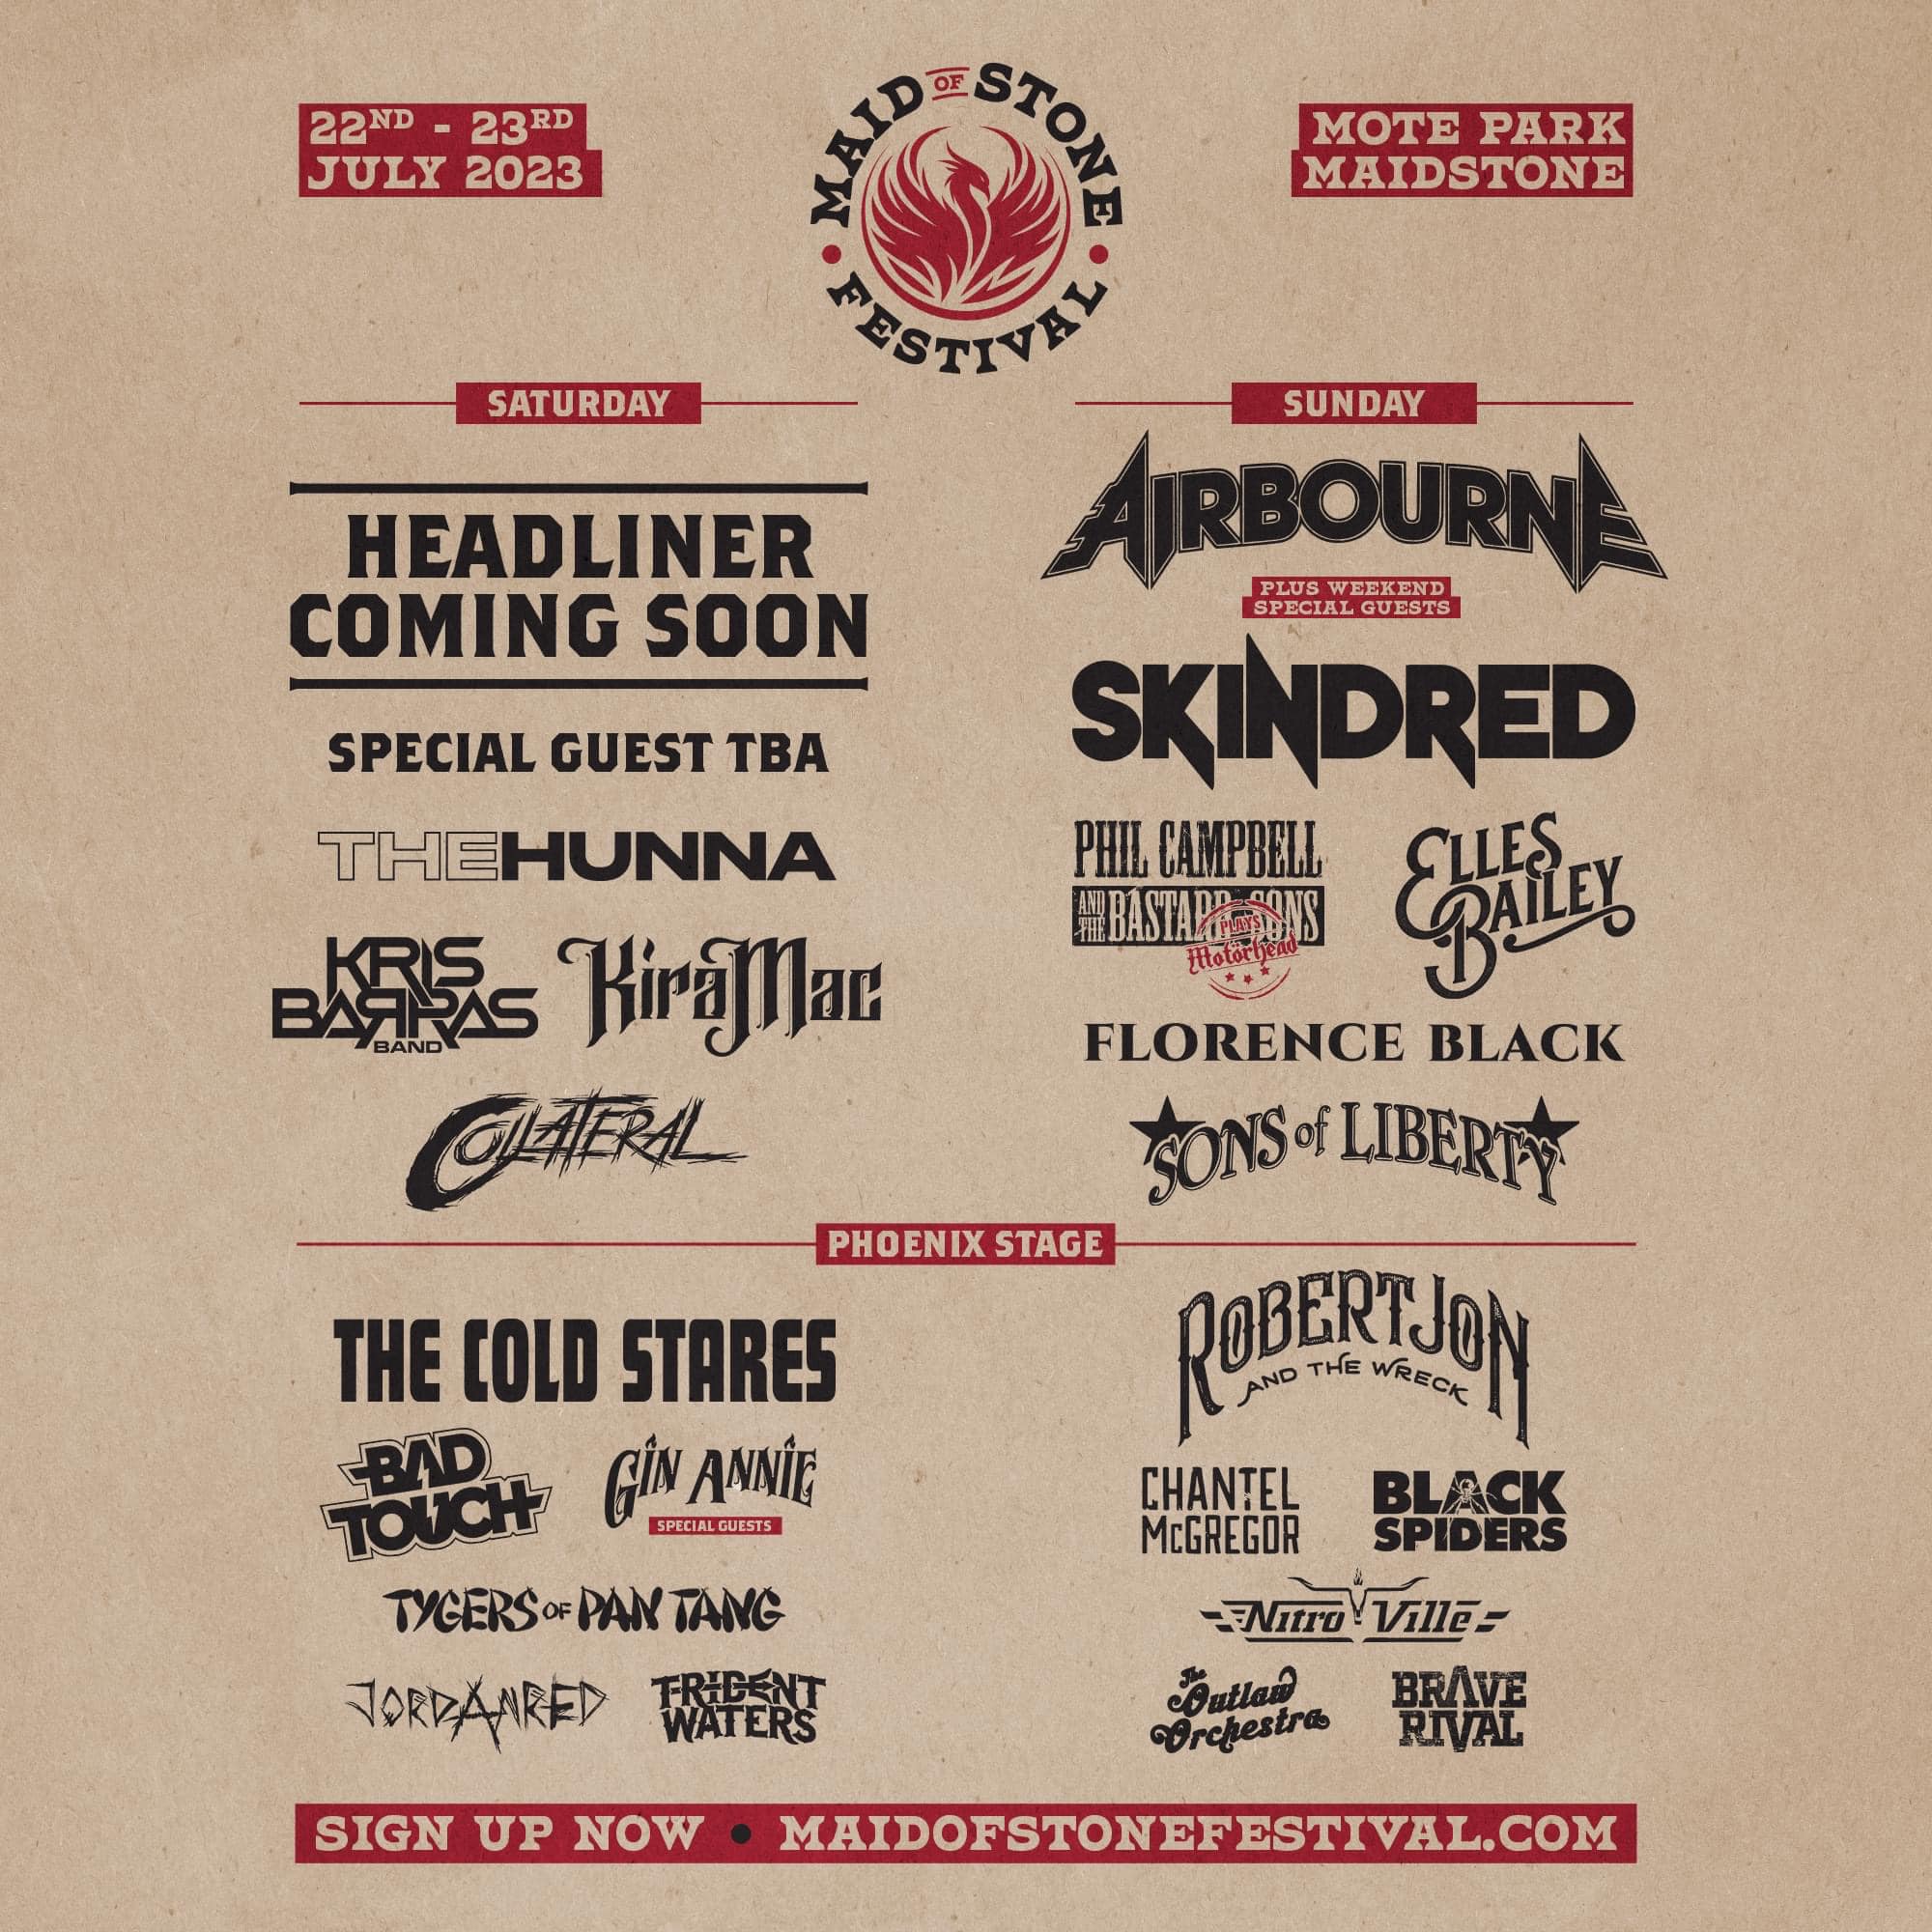 22ND - 23RD
JULY 2023
MAID OF STONE
FESTIVAL
MOTE PARK
MAIDSTONE
SATURDAY
HEADLINER
COMING SOON
SPECIAL GUEST TBA
THEHUNNA
KRIS
BARRAS
BAND
KiraMac
COLLATERAL
SUNDAY
AIRBOURNE
PLUS WEEKEND
SPECIAL GUESTS
SKINDRED
PHIL CAMPBELL
AND THE BASTARD SONS
PLAYS
Motörhead
ELLES
BAILEY
FLORENCE BLACK
SONS of LIBERTY
PHOENIX STAGE
THE COLD STARES
BAD
TOUCH
GIN ANNIE
SPECIAL GUESTS
TYGERS OF PAN TANG
JORDANRED
TRIDENT
WATERS
ROBERT JON
AND THE WRECK
CHANTEL
McGREGOR
BLACK
SPIDERS
Nitro Ville
The
Outlaw
Orchestra
BRAVE
RIVAL
SIGN UP NOW • MAIDOFSTONEFESTIVAL.COM